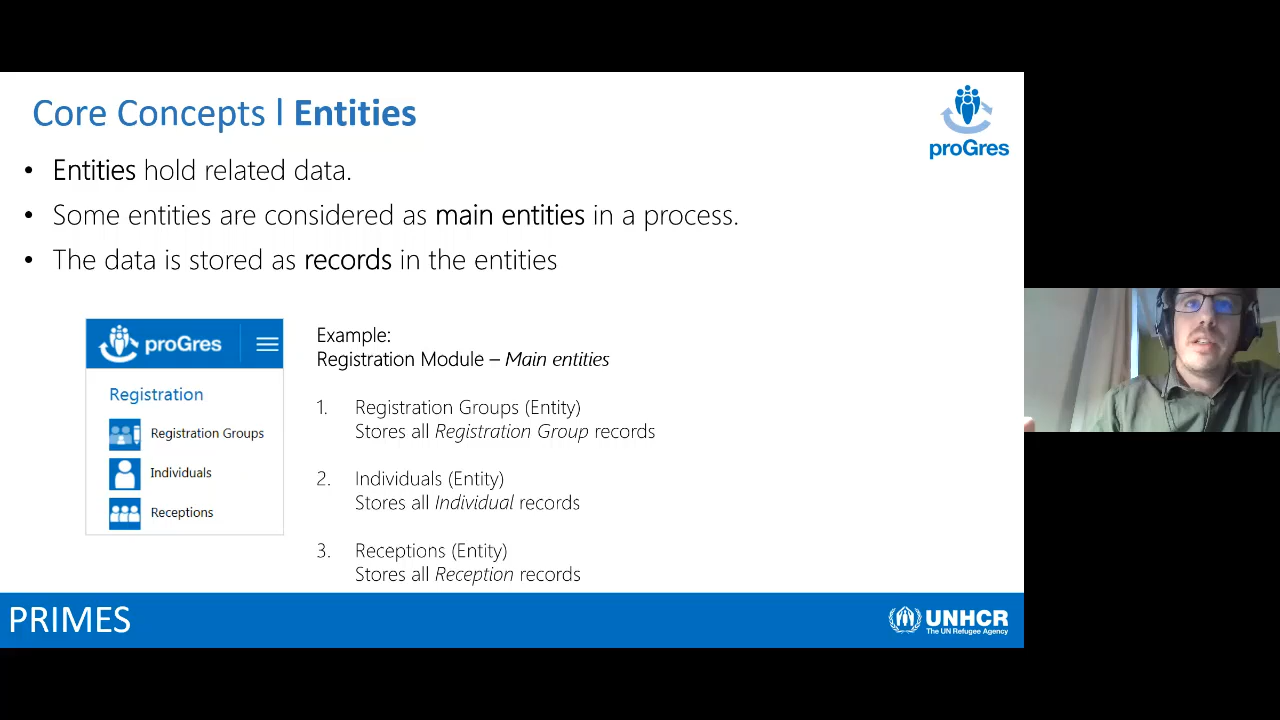 Core Concepts | Entities
proGres
• Entities hold related data.
• Some entities are considered as main entities in a process.
• The data is stored as records in the entities
proGres
Registration
Registration Groups
Individuals
Receptions
Example:
Registration Module – Main entities
1. Registration Groups (Entity)
Stores all Registration Group records
2. Individuals (Entity)
Stores all Individual records
3. Receptions (Entity)
Stores all Reception records
PRIMES
UNHCR
The UN Refugee Agency